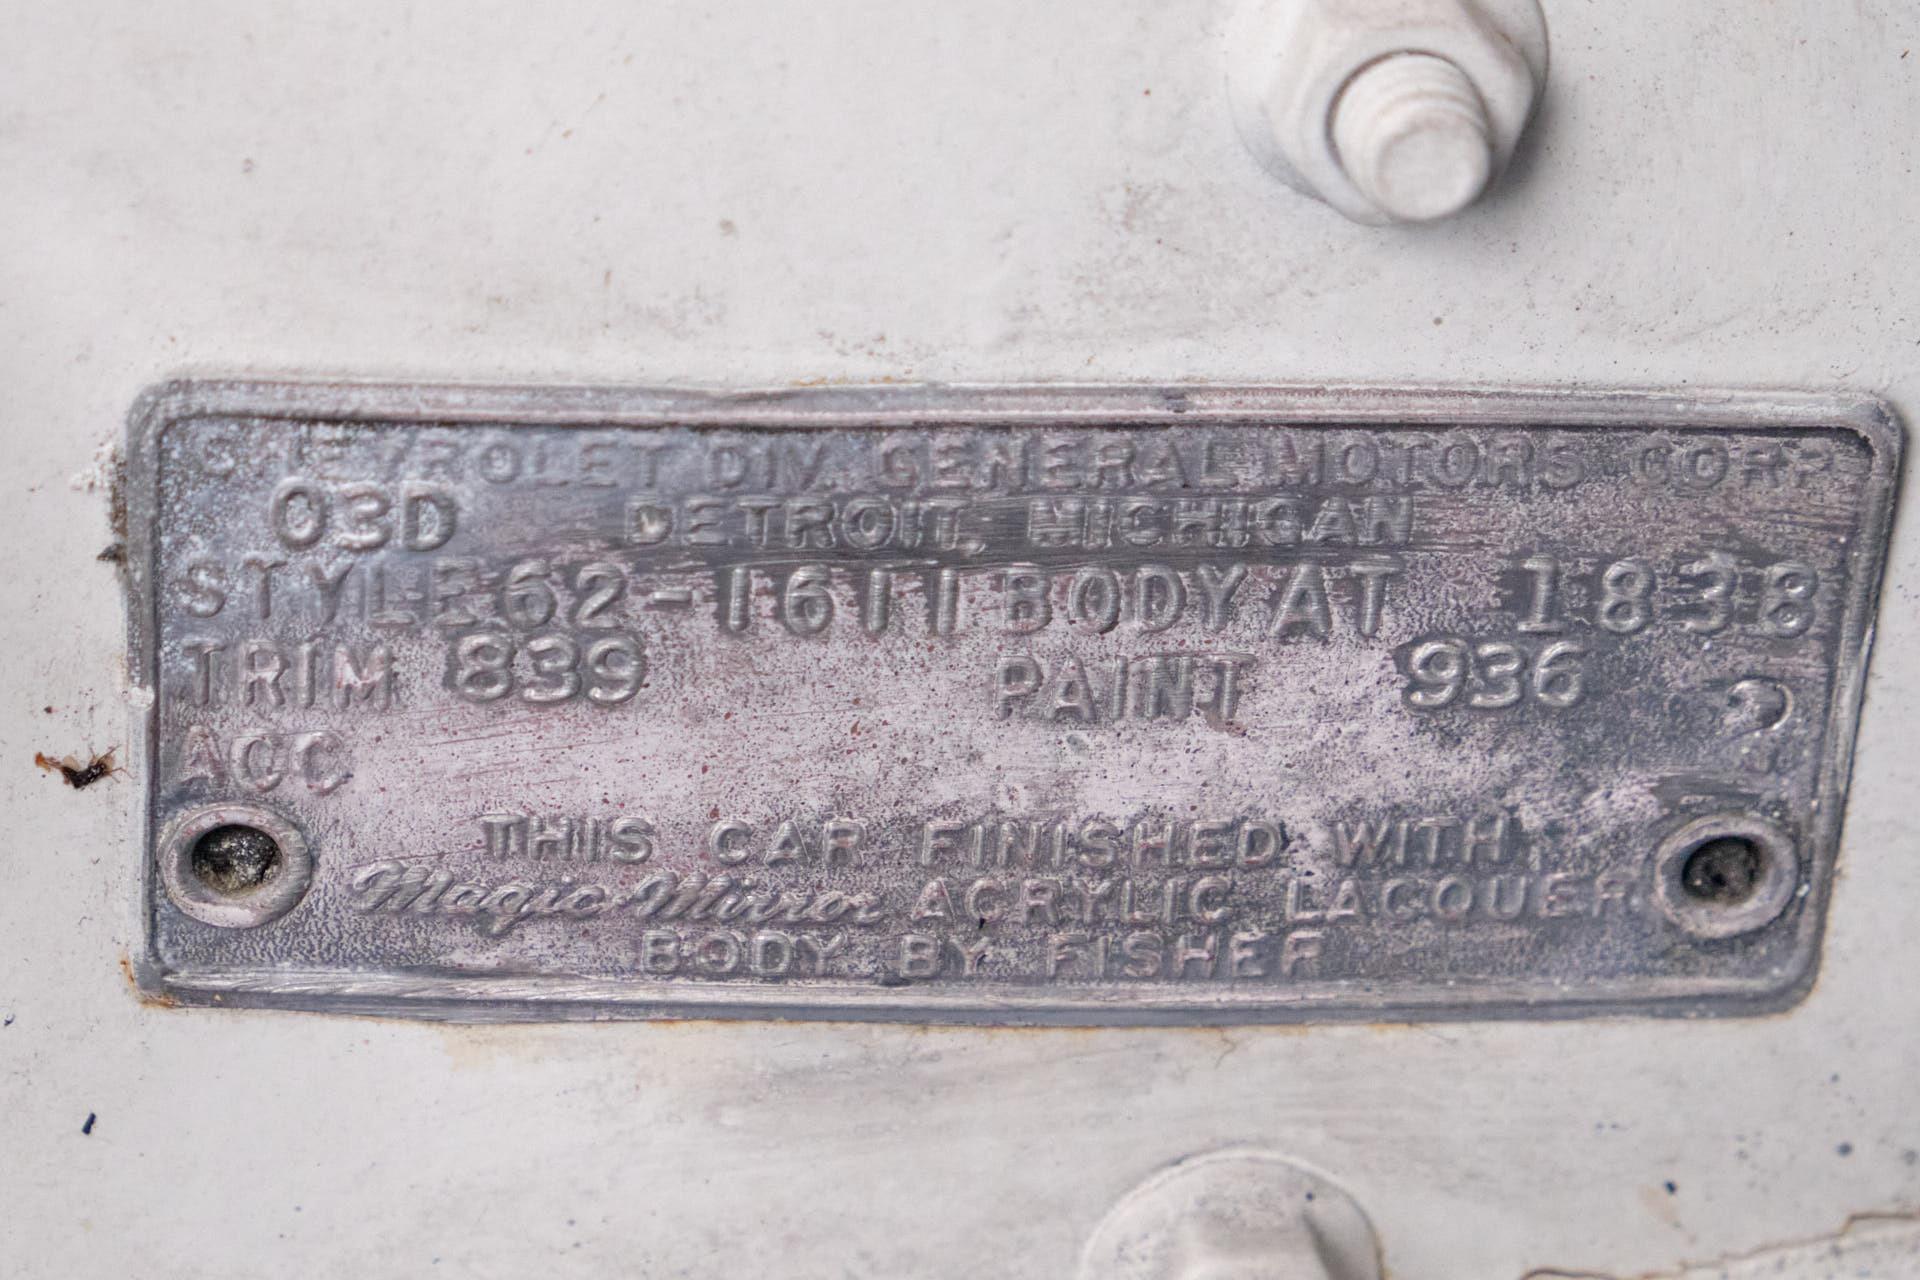 CHEVROLET DIV. GENERAL MOTORS CORP.
03D DETROIT, MICHIGAN
STYLE 62-1611 BODY AT 1838
TRIM 839 PAINT 936
2
ACC
THIS CAR FINISHED WITH
Magic-Mirror ACRYLIC LACQUER
BODY BY FISHER